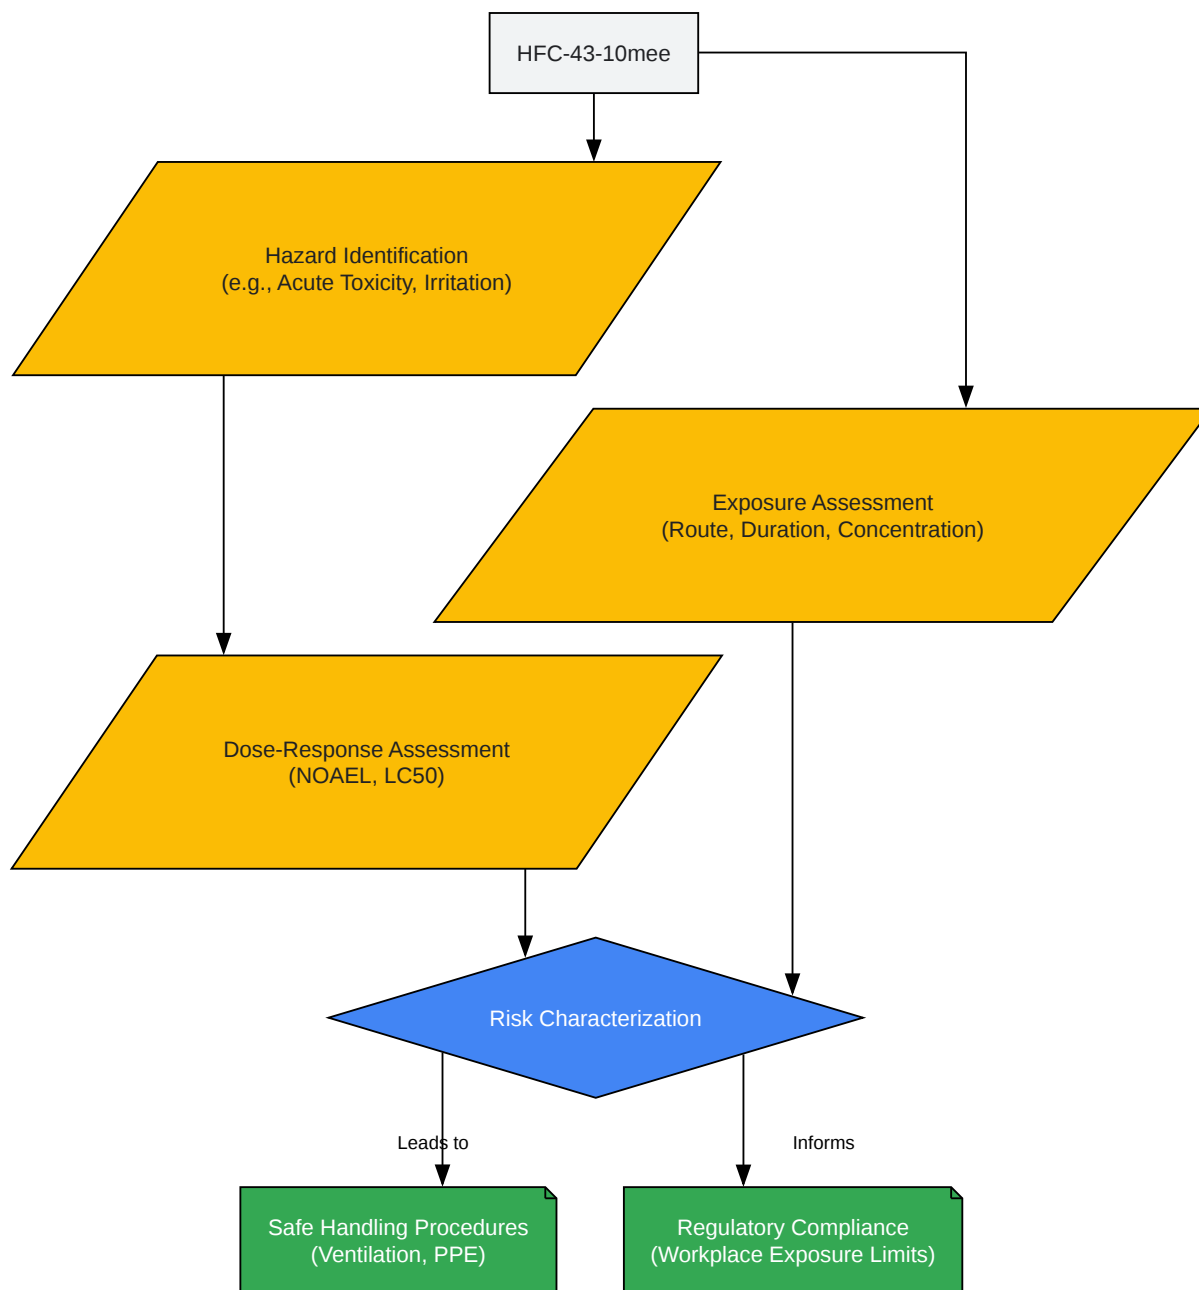 HFC-43-10mee
Hazard Identification
(e.g., Acute Toxicity, Irritation)
Exposure Assessment
(Route, Duration, Concentration)
Dose-Response Assessment
(NOAEL, LC50)
Risk Characterization
Leads to
Informs
Safe Handling Procedures
(Ventilation, PPE)
Regulatory Compliance
(Workplace Exposure Limits)